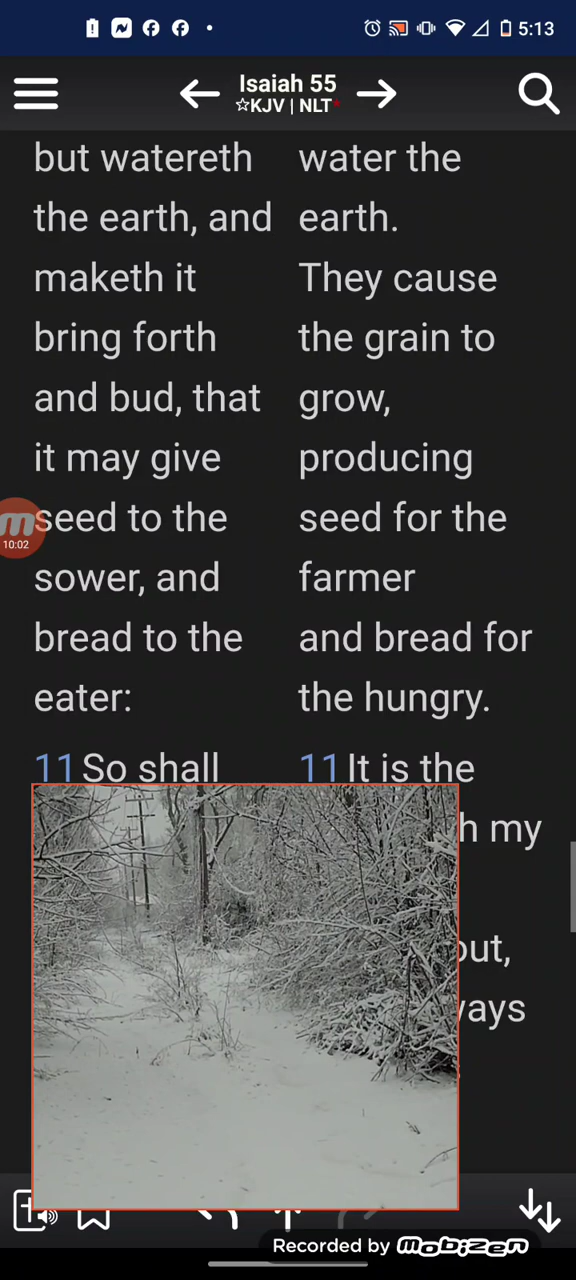 5:13
Isaiah 55
☆KJV | NLT*
but watereth
the earth, and
maketh it
bring forth
and bud, that
it may give
seed to the
sower, and
bread to the
eater:
11 So shall
water the
earth.
They cause
the grain to
grow,
producing
seed for the
farmer
and bread for
the hungry.
11 It is the
h my
out,
ways
m
10:02
Recorded by mobizen